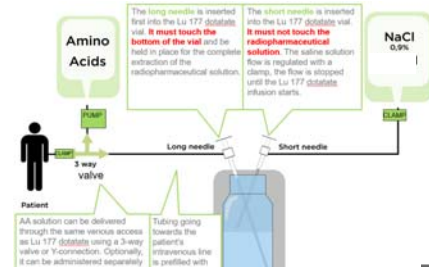 Amino
Acids
The long needle is inserted
first into the Lu 177 dotatate
vial. It must touch the
bottom of the vial and be
held in place for the complete
extraction of the
radiopharmaceutical solution.
The short needle is inserted
into the Lu 177 dotatate vial.
It must not touch the
radiopharmaceutical
solution. The saline solution
flow is regulated with a
clamp, the flow is stopped
until the Lu 177 dotatate
infusion starts.
NaCl
0,9%
PUMP
CLAMP
CLAMP
3 way
valve
Long needle
Short needle
Patient
AA solution can be delivered
through the same venous access
as Lu 177 dotatate using a 3-way
valve or Y-connection. Optionally,
it can be administered separately
Tubing going
towards the
patient's
intravenous line
is prefilled with